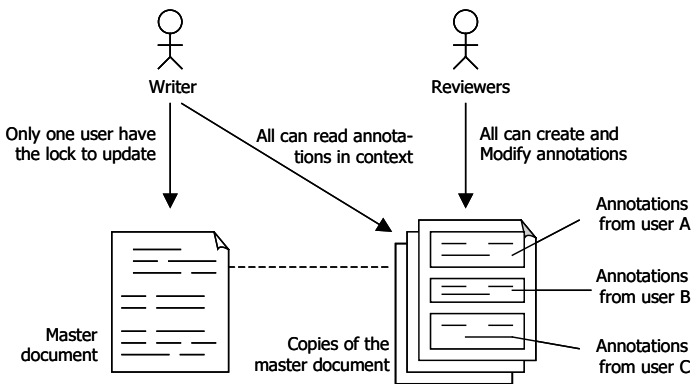 Writer
Reviewers
Only one user have
the lock to update
All can read annota-
tions in context
All can create and
Modify annotations
Annotations
from user A
Annotations
from user B
Annotations
from user C
Master
document
Copies of the
master document